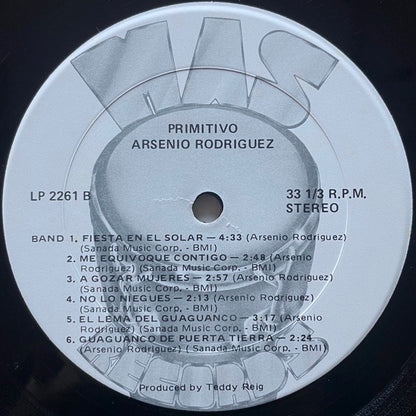 MAS
PRIMITIVO
ARSENIO RODRIGUEZ
LP 2261 B
33 1/3 R.P.M.
STEREO
BAND 1. FIESTA EN EL SOLAR — 4:33 (Arsenio Rodriguez)
(Sanada Music Corp. - BMI)
2. ME EQUIVOQUE CONTIGO — 2:48 (Arsenio
Rodriguez) (Sanada Music Corp. - BMI)
3. A GOZAR MUJERES — 2:57 (Arsenio Rodriguez)
(Sanada Music Corp. - BMI)
4. NO LO NIEGUES — 2:13 (Arsenio Rodriguez)
(Sanada Music Corp. - BMI)
5. EL LEMA DEL GUAGUANCO — 3:17 (Arsenio
Rodriguez) (Sanada Music Corp. - BMI)
6. GUAGUANCO DE PUERTA TIERRA — 2:24
(Arsenio Rodriguez) ( Sanada Music Corp. - BMI)
RECORDS
Produced by Teddy Reig